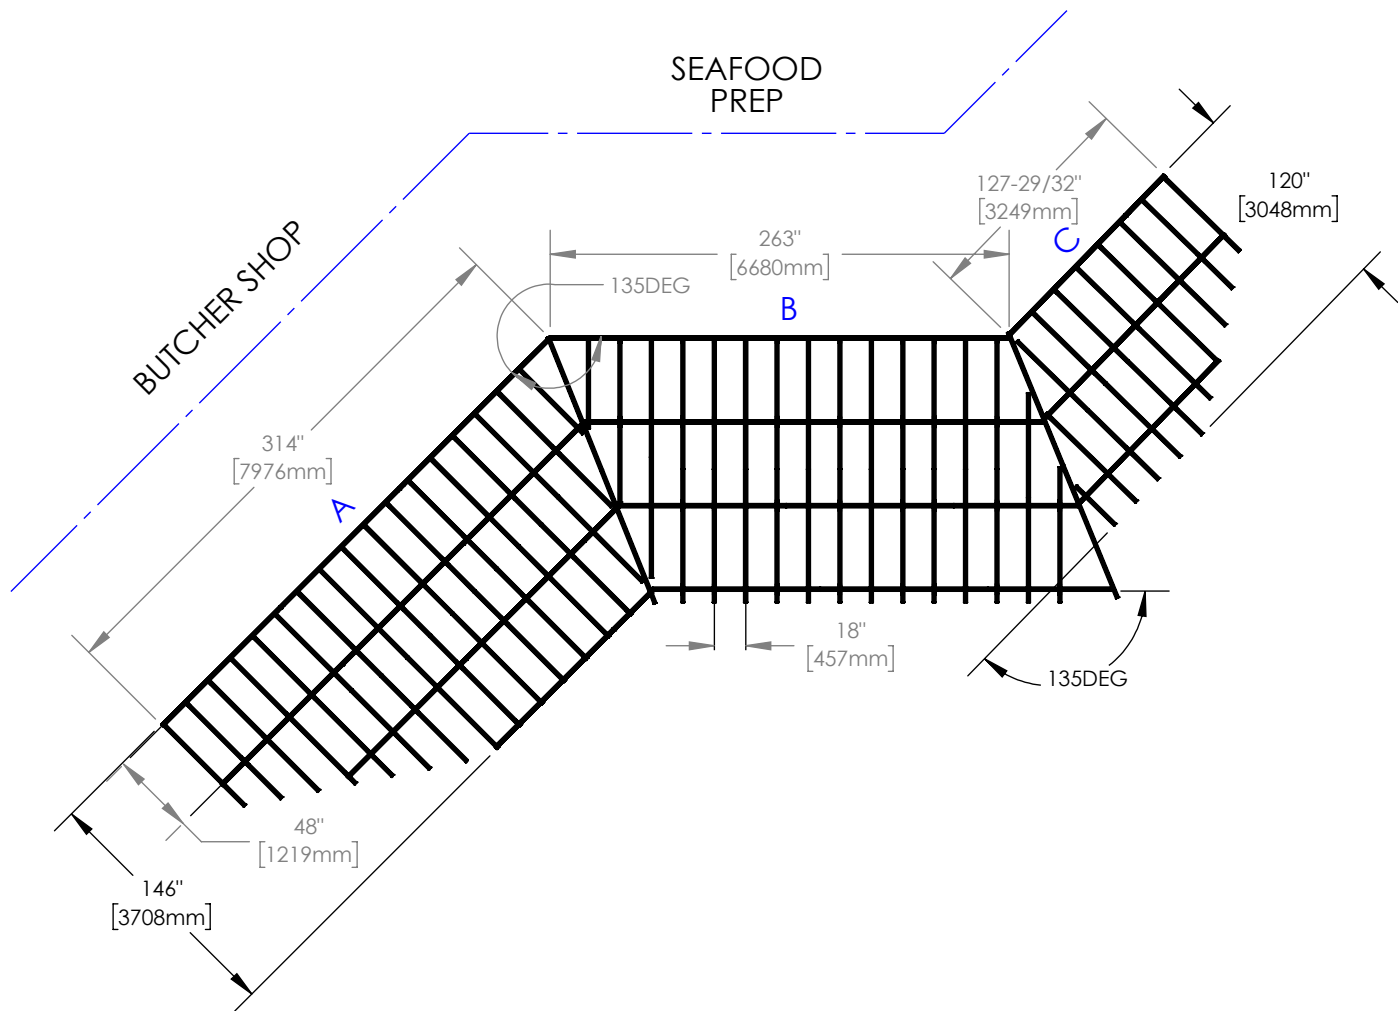 SEAFOOD
PREP
BUTCHER SHOP
127-29/32"
[3249mm]
120"
[3048mm]
C
263"
[6680mm]
135DEG
B
314"
[7976mm]
A
18"
[457mm]
135DEG
48"
[1219mm]
146"
[3708mm]